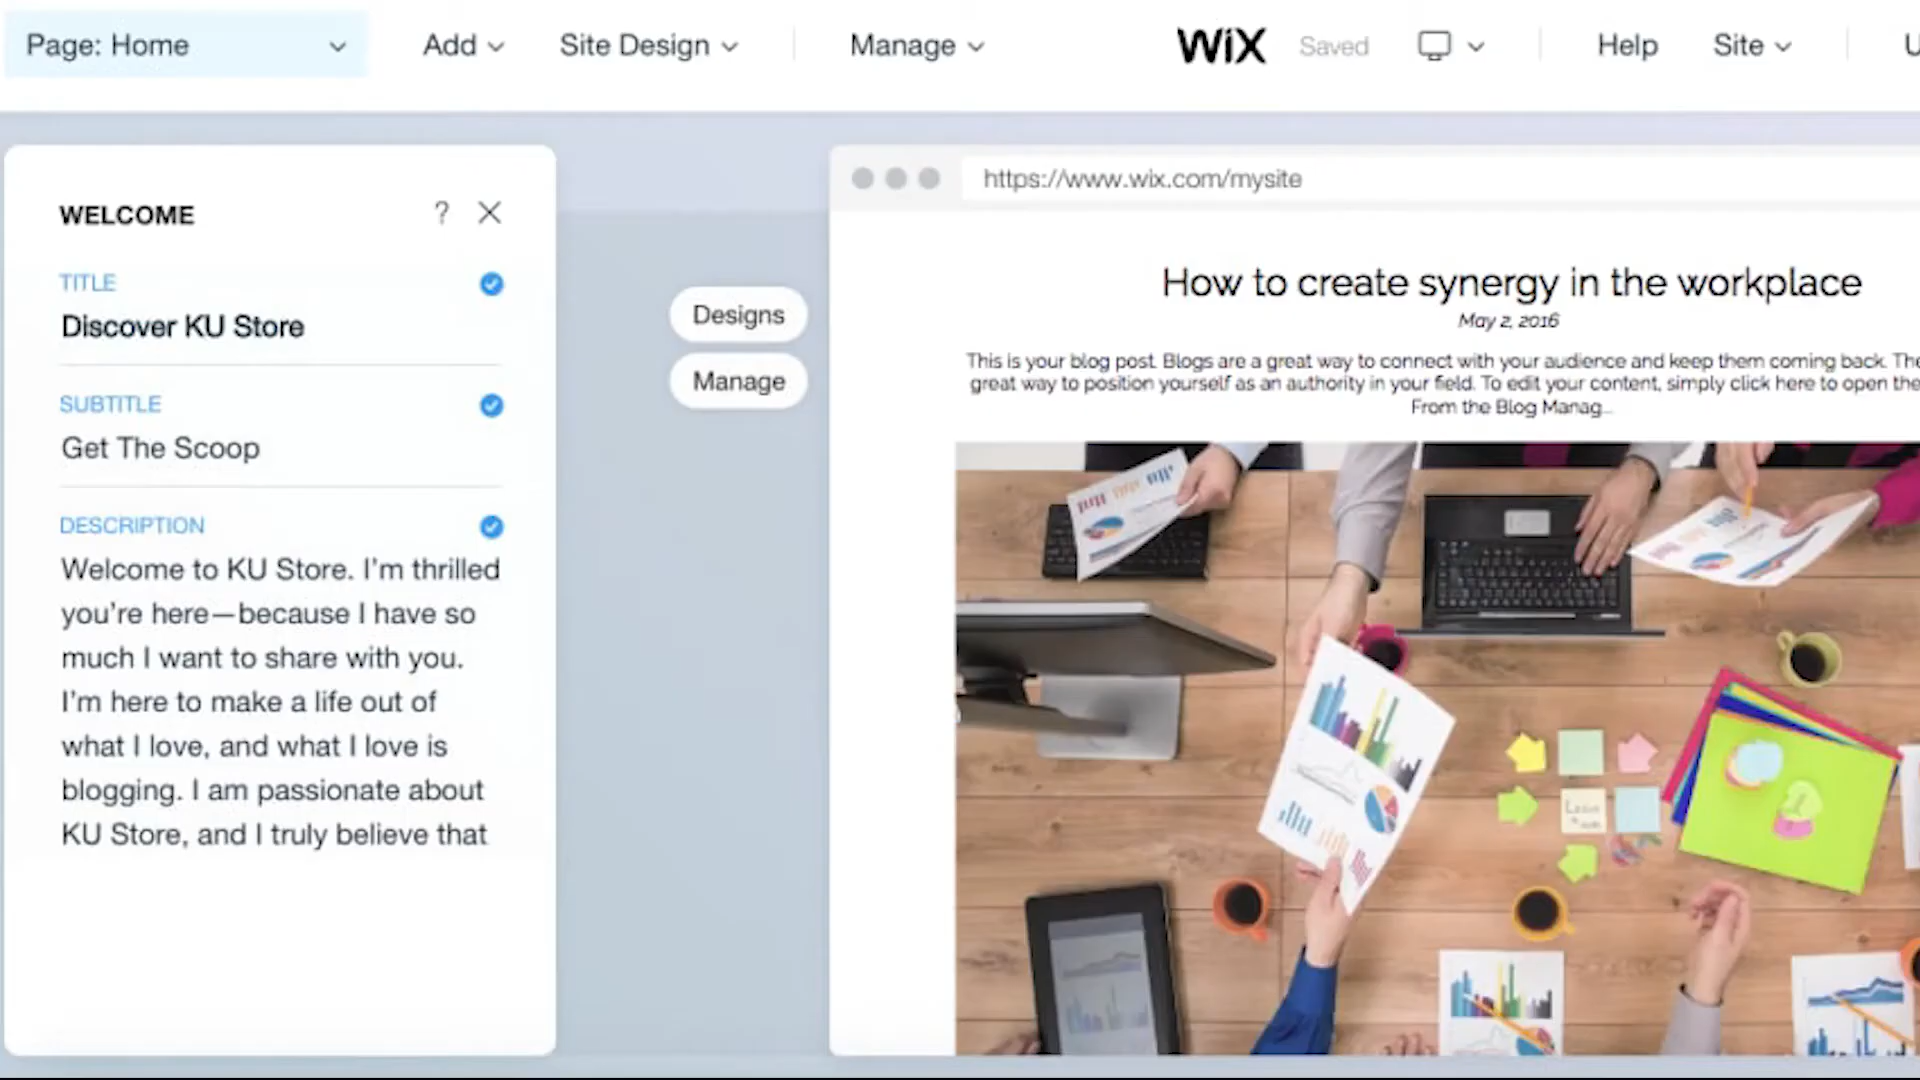 Page: Home
Add
Site Design
Manage
WiX
Saved
Help
Site
WELCOME
?
TITLE
Discover KU Store
SUBTITLE
Get The Scoop
DESCRIPTION
Welcome to KU Store. I'm thrilled
you're here—because I have so
much I want to share with you.
I'm here to make a life out of
what I love, and what I love is
blogging. I am passionate about
KU Store, and I truly believe that
Designs
Manage
https://www.wix.com/mysite
How to create synergy in the workplace
May 2, 2016
This is your blog post. Blogs are a great way to connect with your audience and keep them coming back. The
great way to position yourself as an authority in your field. To edit your content, simply click here to open the
From the Blog Manag...